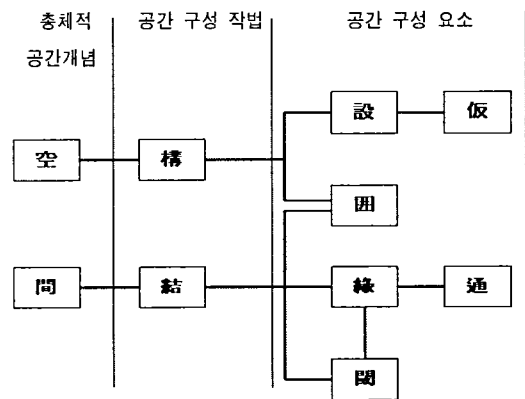 총체적 공간 구성 작법 공간 구성 요소
공간개념
設 仮
空 構
囲
間 結 縁 通
閾